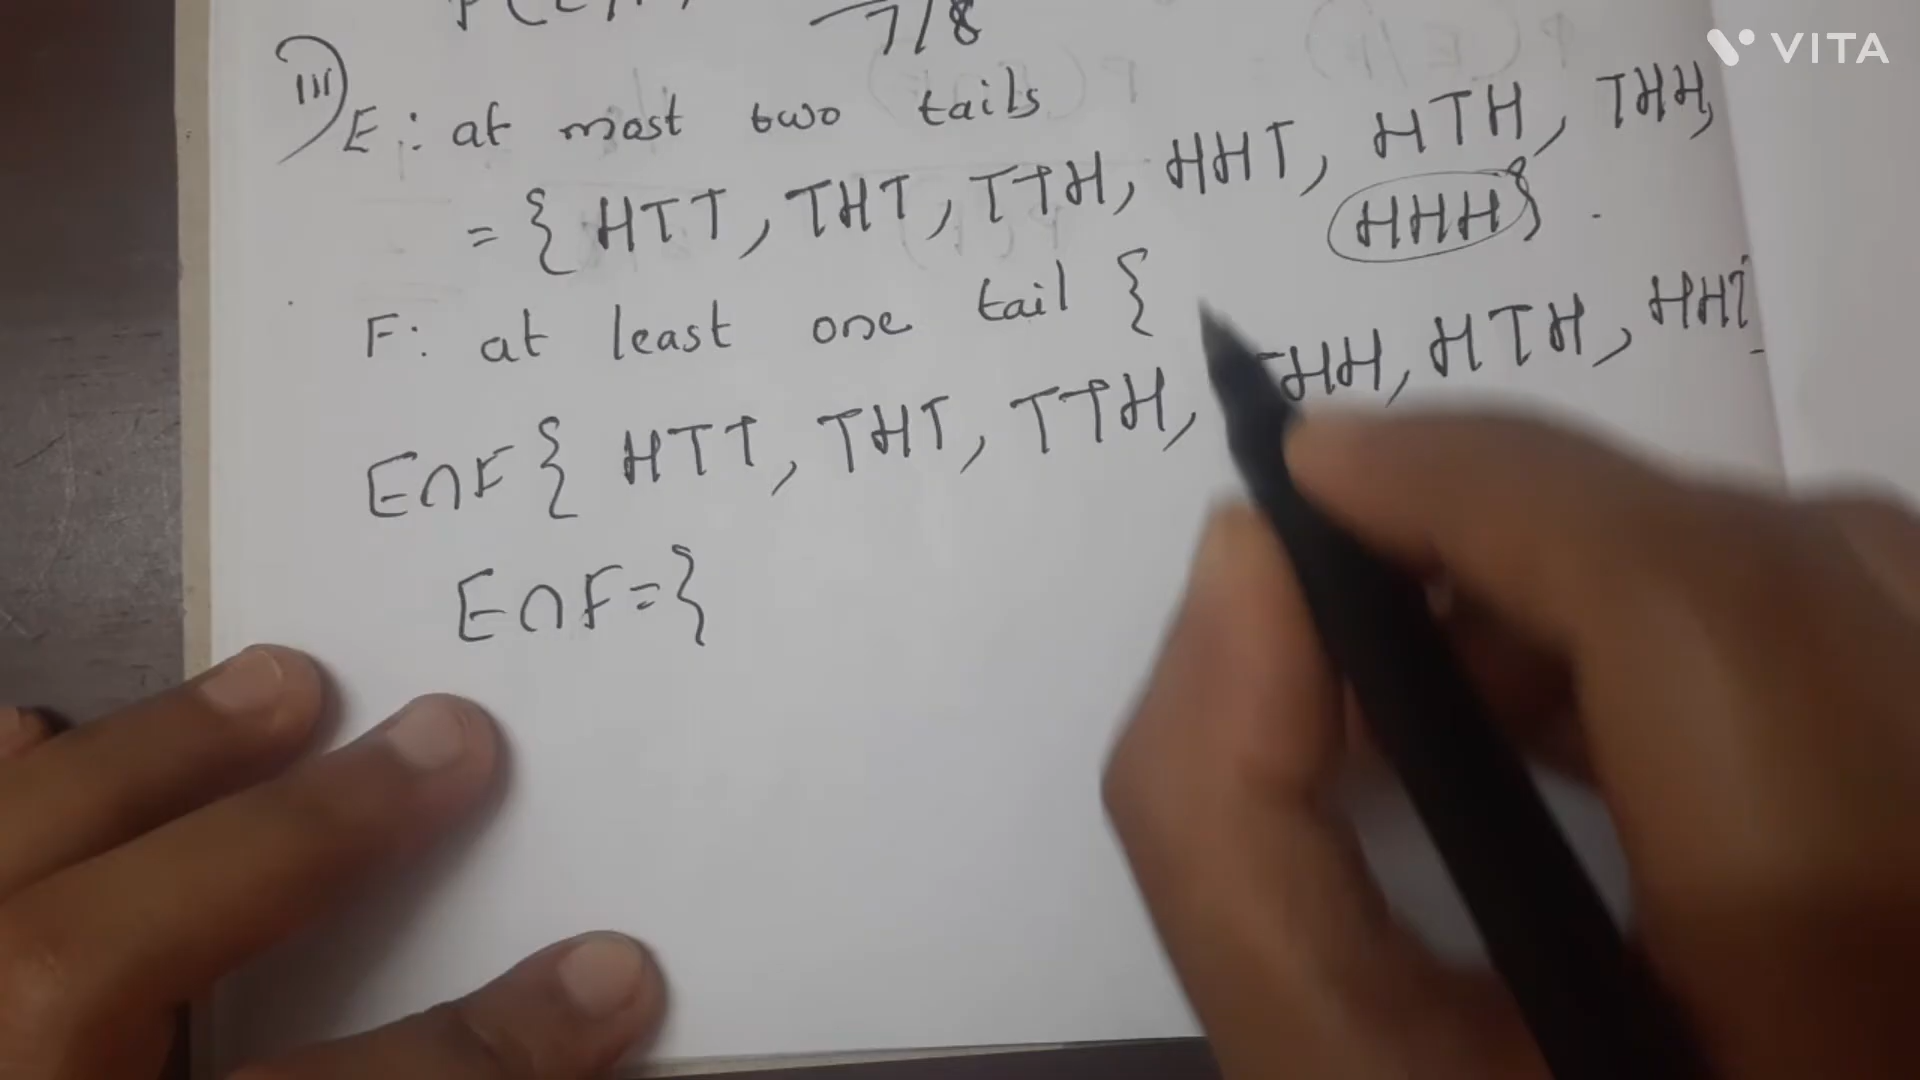 VITA
7/8
iii)
E : at most two tails
= { HTT, THT, TTH, HHT, HTH, THH,
HHH} .
F: at least one tail {
E∩F { HTT, THT, TTH, HH, HTH, HHT
E∩F = {